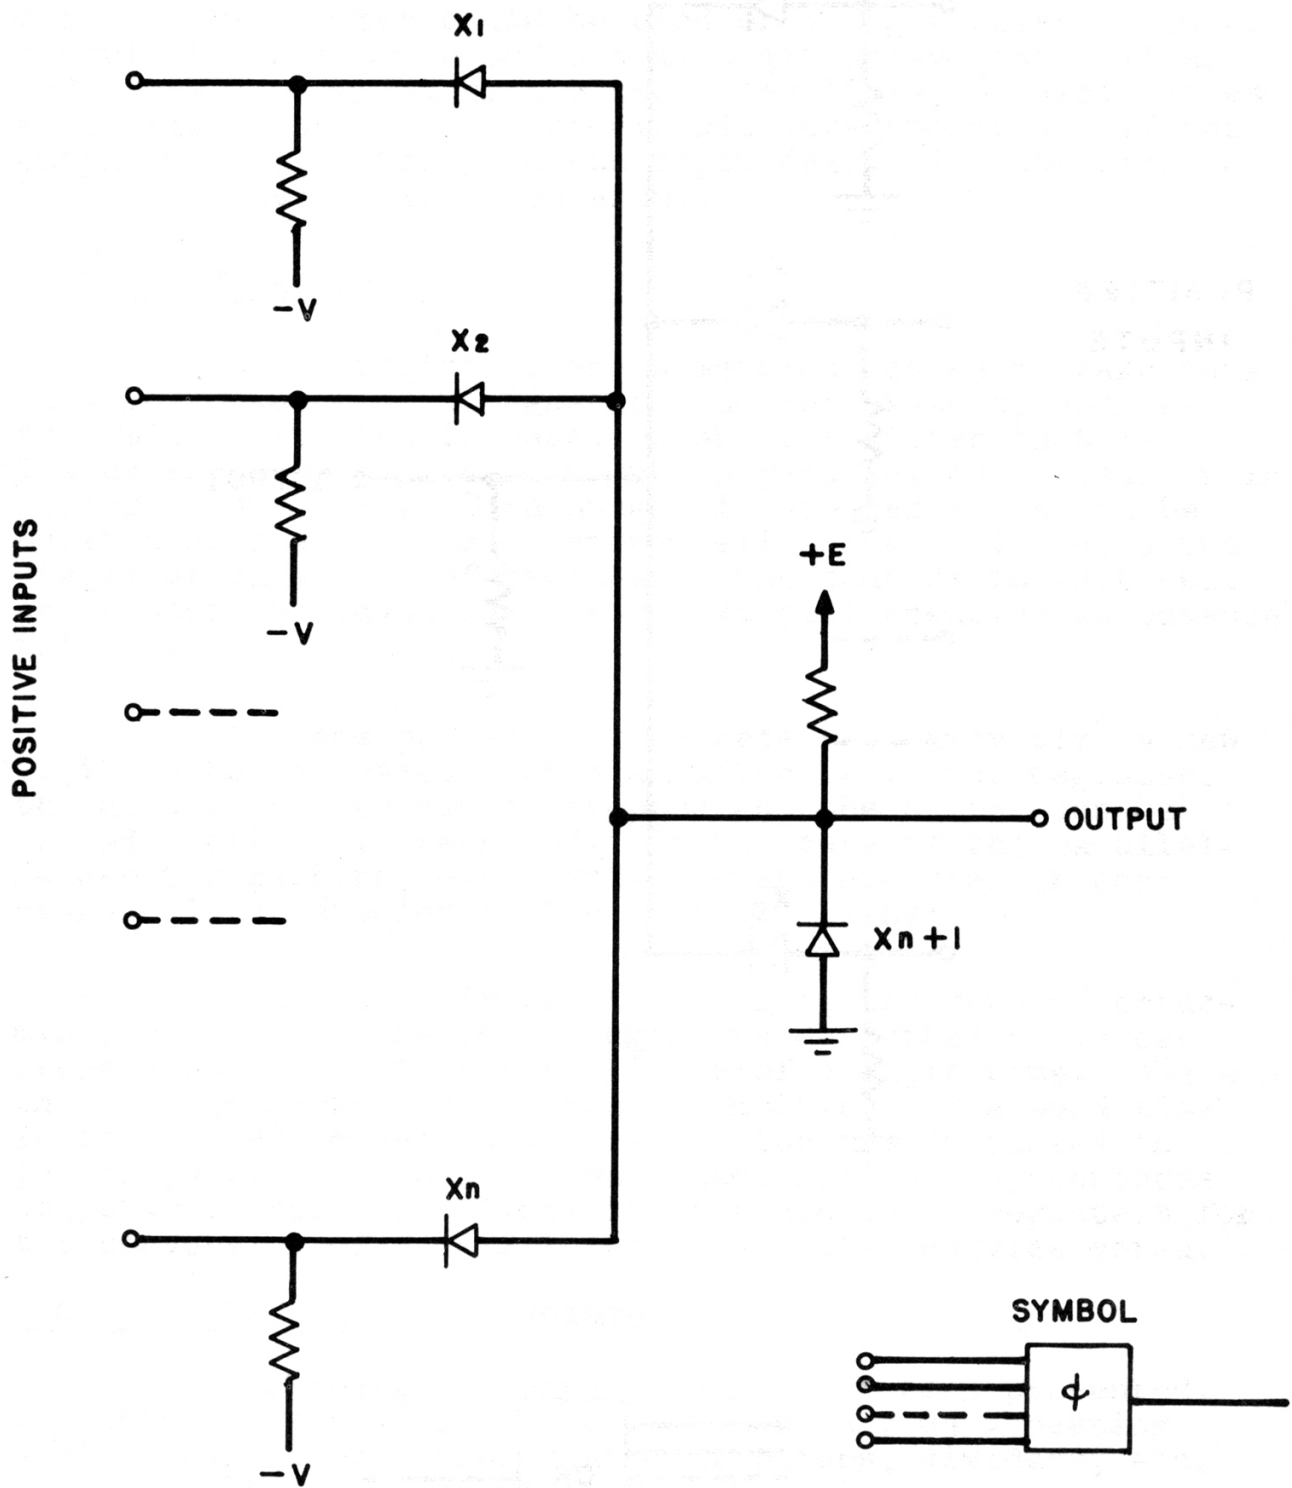 X1
-V
X2
-V
POSITIVE INPUTS
+E
OUTPUT
Xn+1
Xn
-V
SYMBOL